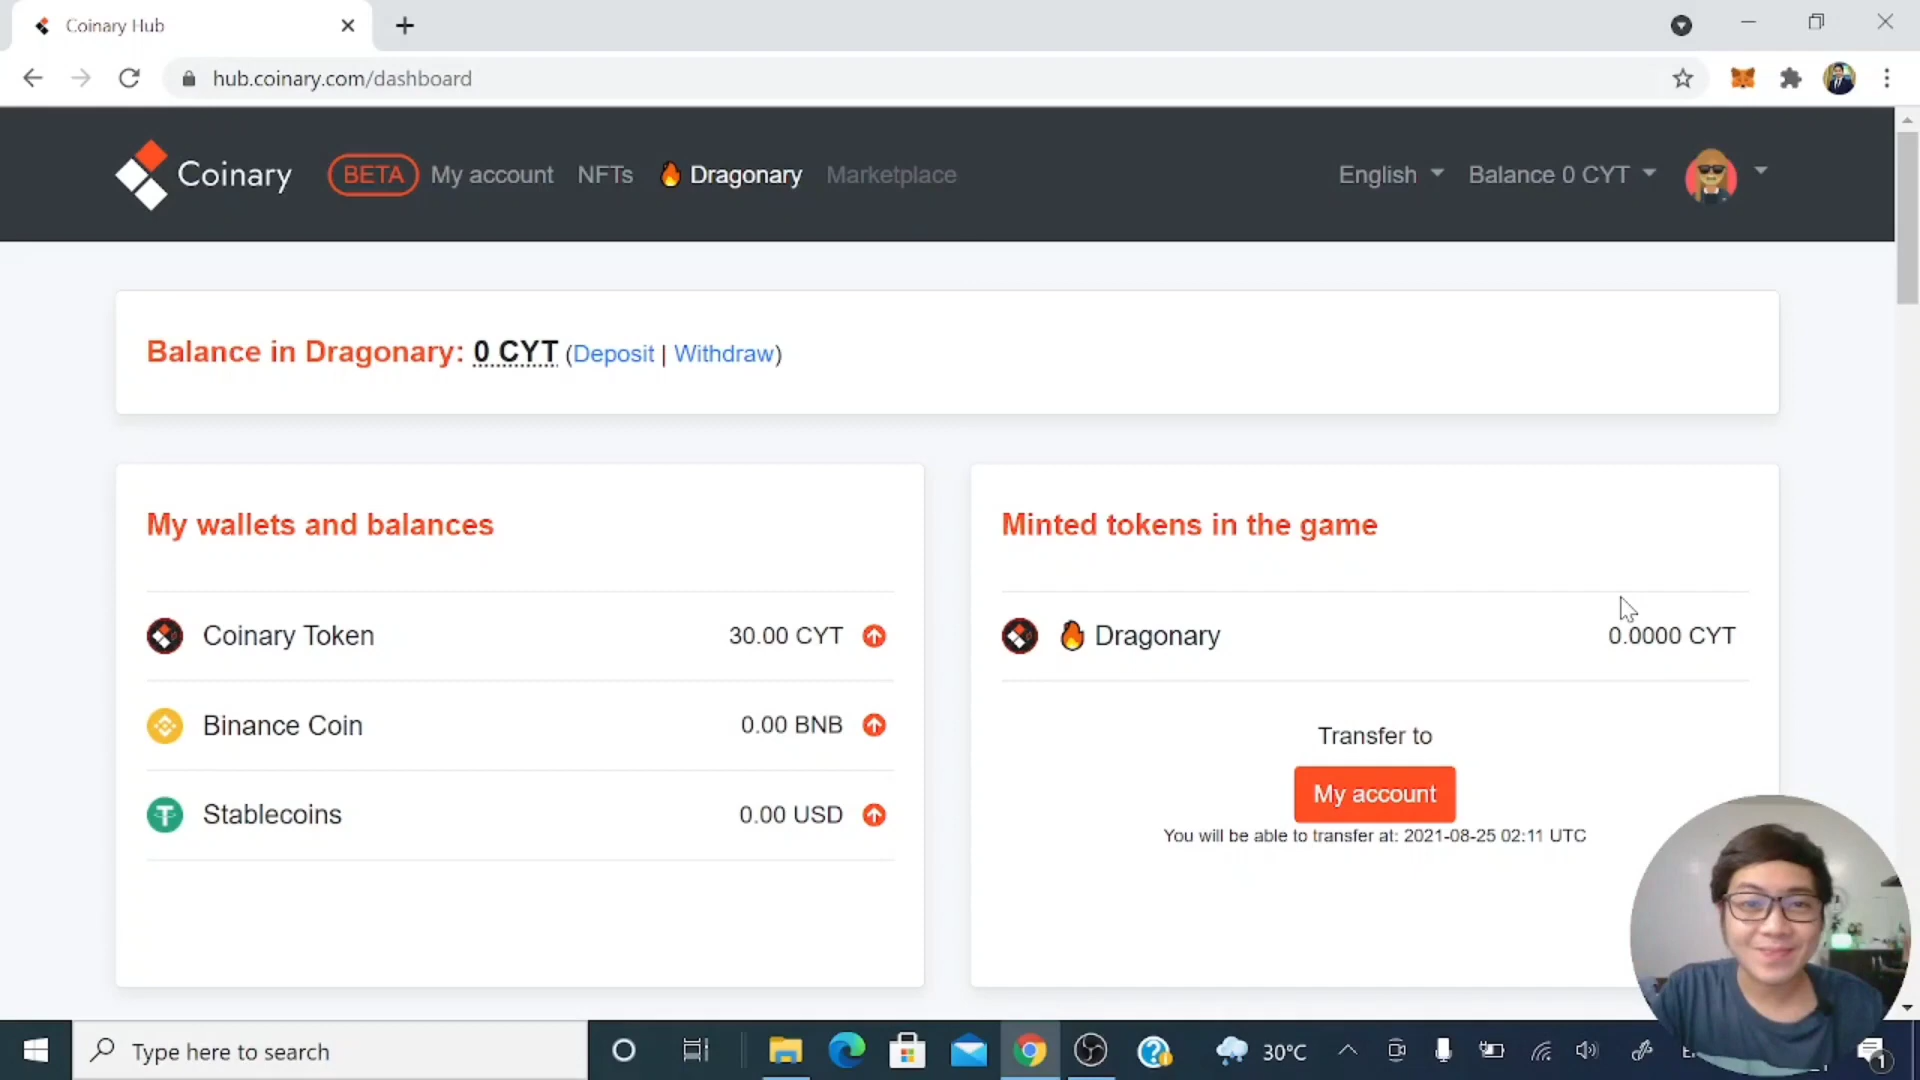 Coinary Hub
hub.coinary.com/dashboard
Coinary BETA My account NFTs Dragonary Marketplace English Balance 0 CYT
Balance in Dragonary: 0 CYT (Deposit | Withdraw)
My wallets and balances
Coinary Token 30.00 CYT
Binance Coin 0.00 BNB
Stablecoins 0.00 USD
Minted tokens in the game
Dragonary 0.0000 CYT
Transfer to
My account
You will be able to transfer at: 2021-08-25 02:11 UTC
Type here to search
30°C
1